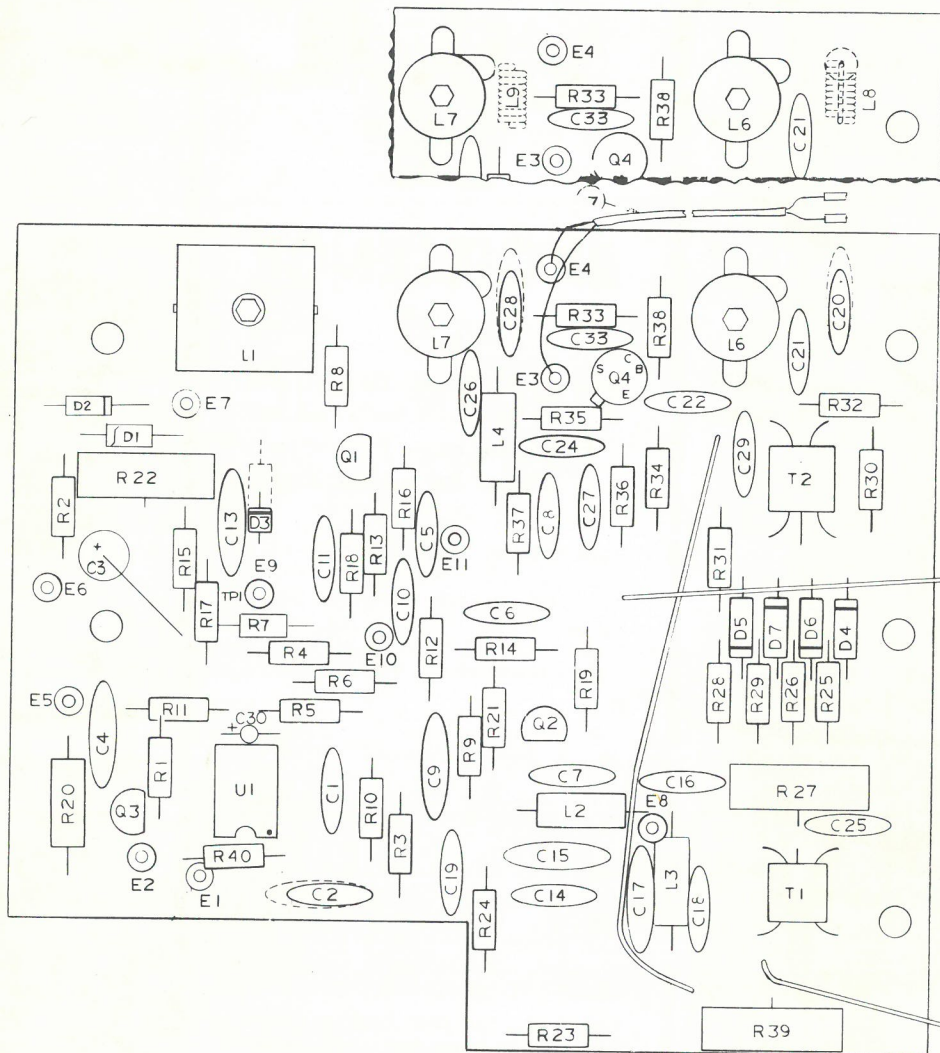 E4
L7
L9
R33
C33
R38
L6
C21
L8
E3
Q4
7
E4
L1
L7
C28
R33
C33
R38
L6
C21
C20
R8
E3
S
C
B
Q4
E
C26
C22
D2
E7
R35
R32
D1
L4
C24
C29
Q1
R22
T2
R30
R2
C13
D3
R16
C5
R37
C8
C27
R36
R34
+
C3
R15
E9
C11
R18
R13
E11
R31
E6
TP1
R17
C10
C6
R7
D5
D7
D6
D4
E10
R12
R4
R14
R6
R19
R28
R29
R26
R25
E5
R11
+
C30
R5
R21
Q2
C4
R9
R1
C7
C16
R20
U1
C1
C9
R27
Q3
R10
L2
E8
C25
R3
R40
C15
E2
E1
C2
C19
C14
C17
L3
C18
T1
R24
R23
R39